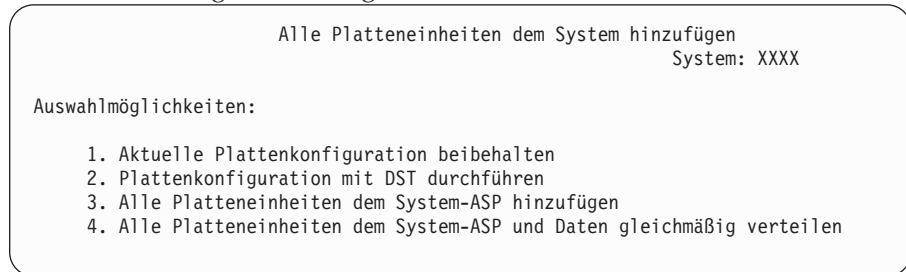 Alle Platteneinheiten dem System hinzufügen
System: XXXX
Auswahlmöglichkeiten:
1. Aktuelle Plattenkonfiguration beibehalten
2. Plattenkonfiguration mit DST durchführen
3. Alle Platteneinheiten dem System-ASP hinzufügen
4. Alle Platteneinheiten dem System-ASP und Daten gleichmäßig verteilen